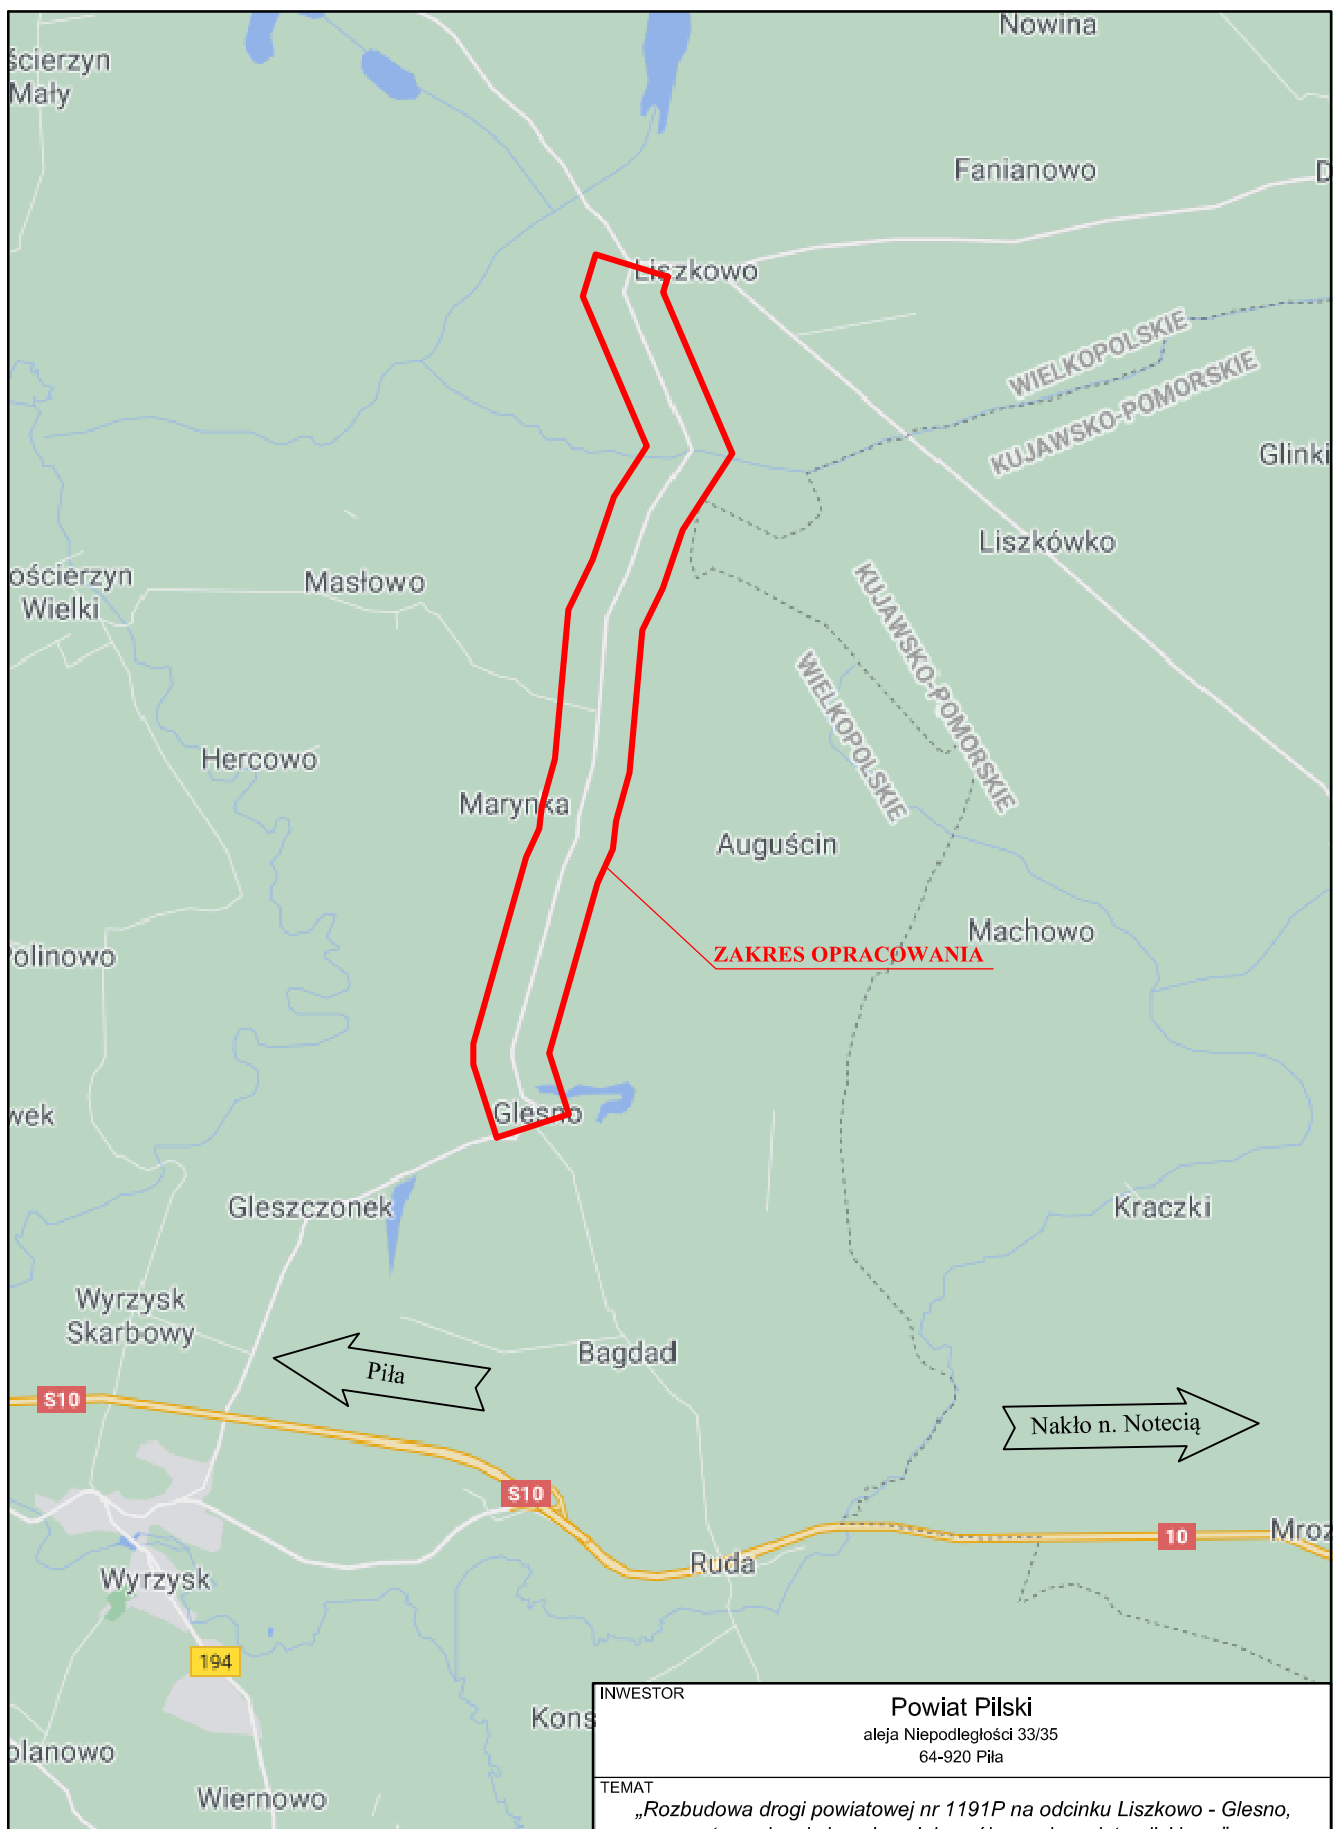 Nowina
ścierzyn
Mały
Fanianowo
D
Liszkowo
WIELKOPOLSKIE
KUJAWSKO-POMORSKIE
Glinki
Liszkówko
ościerzyn
Wielki
Masłowo
KUJAWSKO-POMORSKIE
WIELKOPOLSKIE
Hercowo
Marynka
Auguścin
Machowo
olinowo
ZAKRES OPRACOWANIA
wek
Glesno
Gleszczonek
Kraczki
Wyrzysk
Skarbowy
Bagdad
Piła
S10
Nakło n. Notecią
S10
10
Mroz
Ruda
Wyrzysk
194
Kons
olanowo
Wiernowo
INWESTOR
Powiat Pilski
aleja Niepodległości 33/35
64-920 Piła
TEMAT
„Rozbudowa drogi powiatowej nr 1191P na odcinku Liszkowo - Glesno,